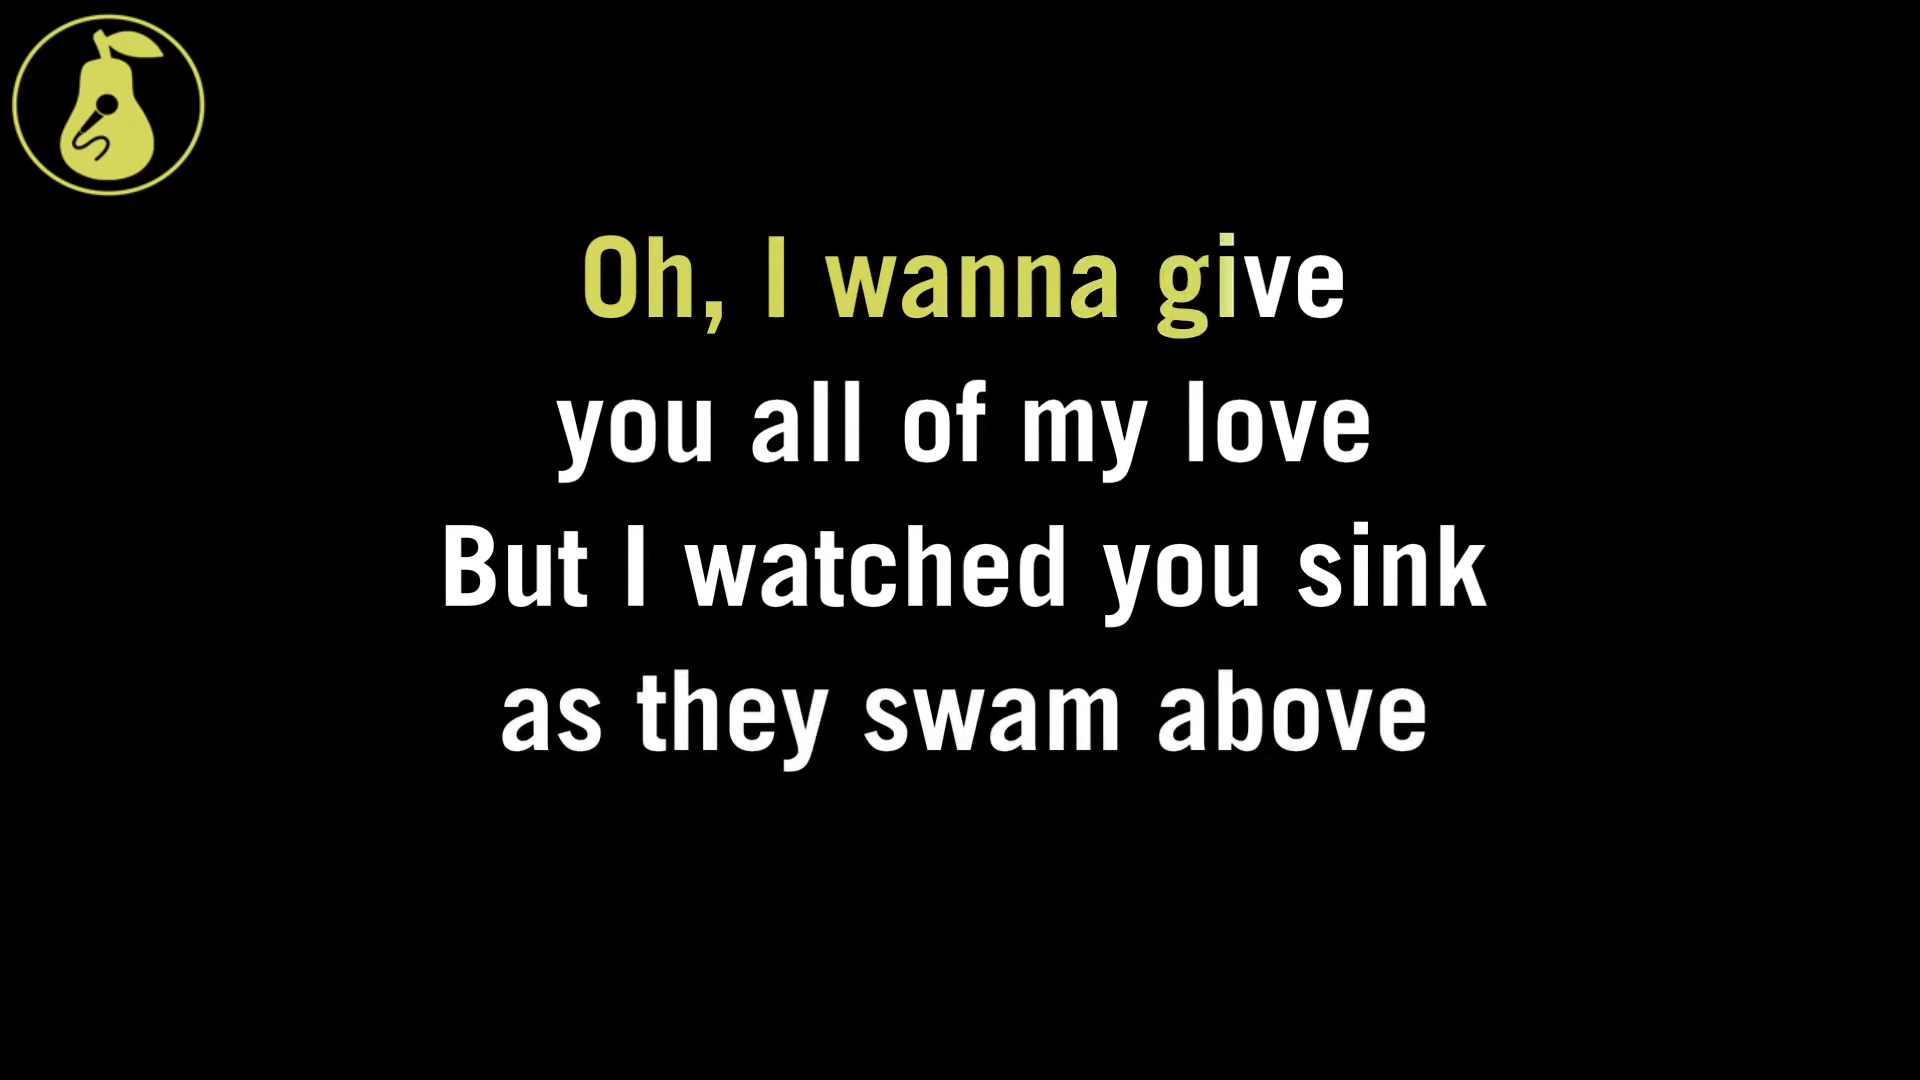 Oh, I wanna give
you all of my love
But I watched you sink
as they swam above